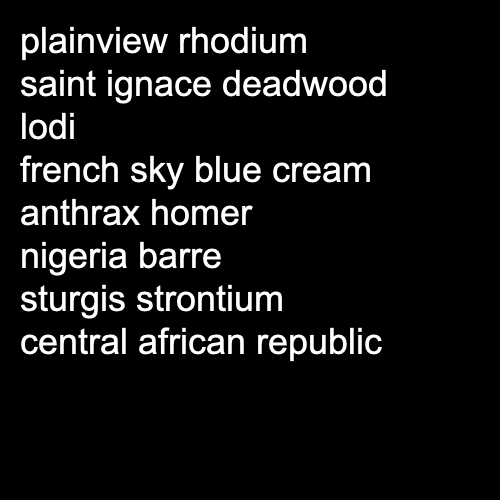 plainview rhodium
saint ignace deadwood
lodi
french sky blue cream
anthrax homer
nigeria barre
sturgis strontium
central african republic